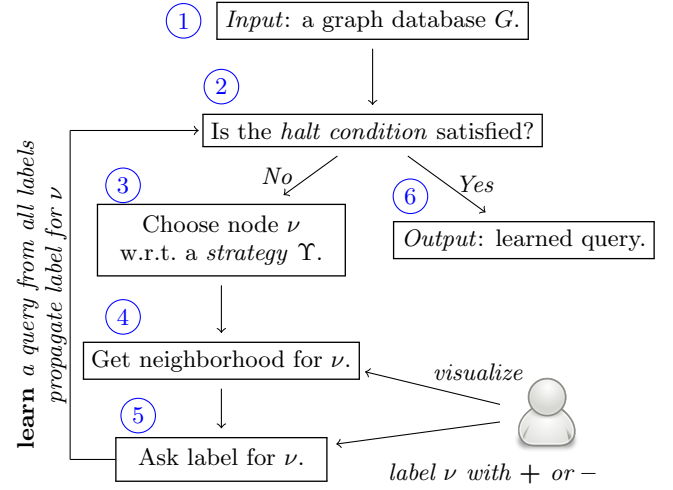 1
Input: a graph database G.
2
Is the halt condition satisfied?
No
Yes
3
6
Choose node ν
w.r.t. a strategy ϒ.
Output: learned query.
4
Get neighborhood for ν.
visualize
5
Ask label for ν.
label ν with + or −
learn a query from all labels
propagate label for ν